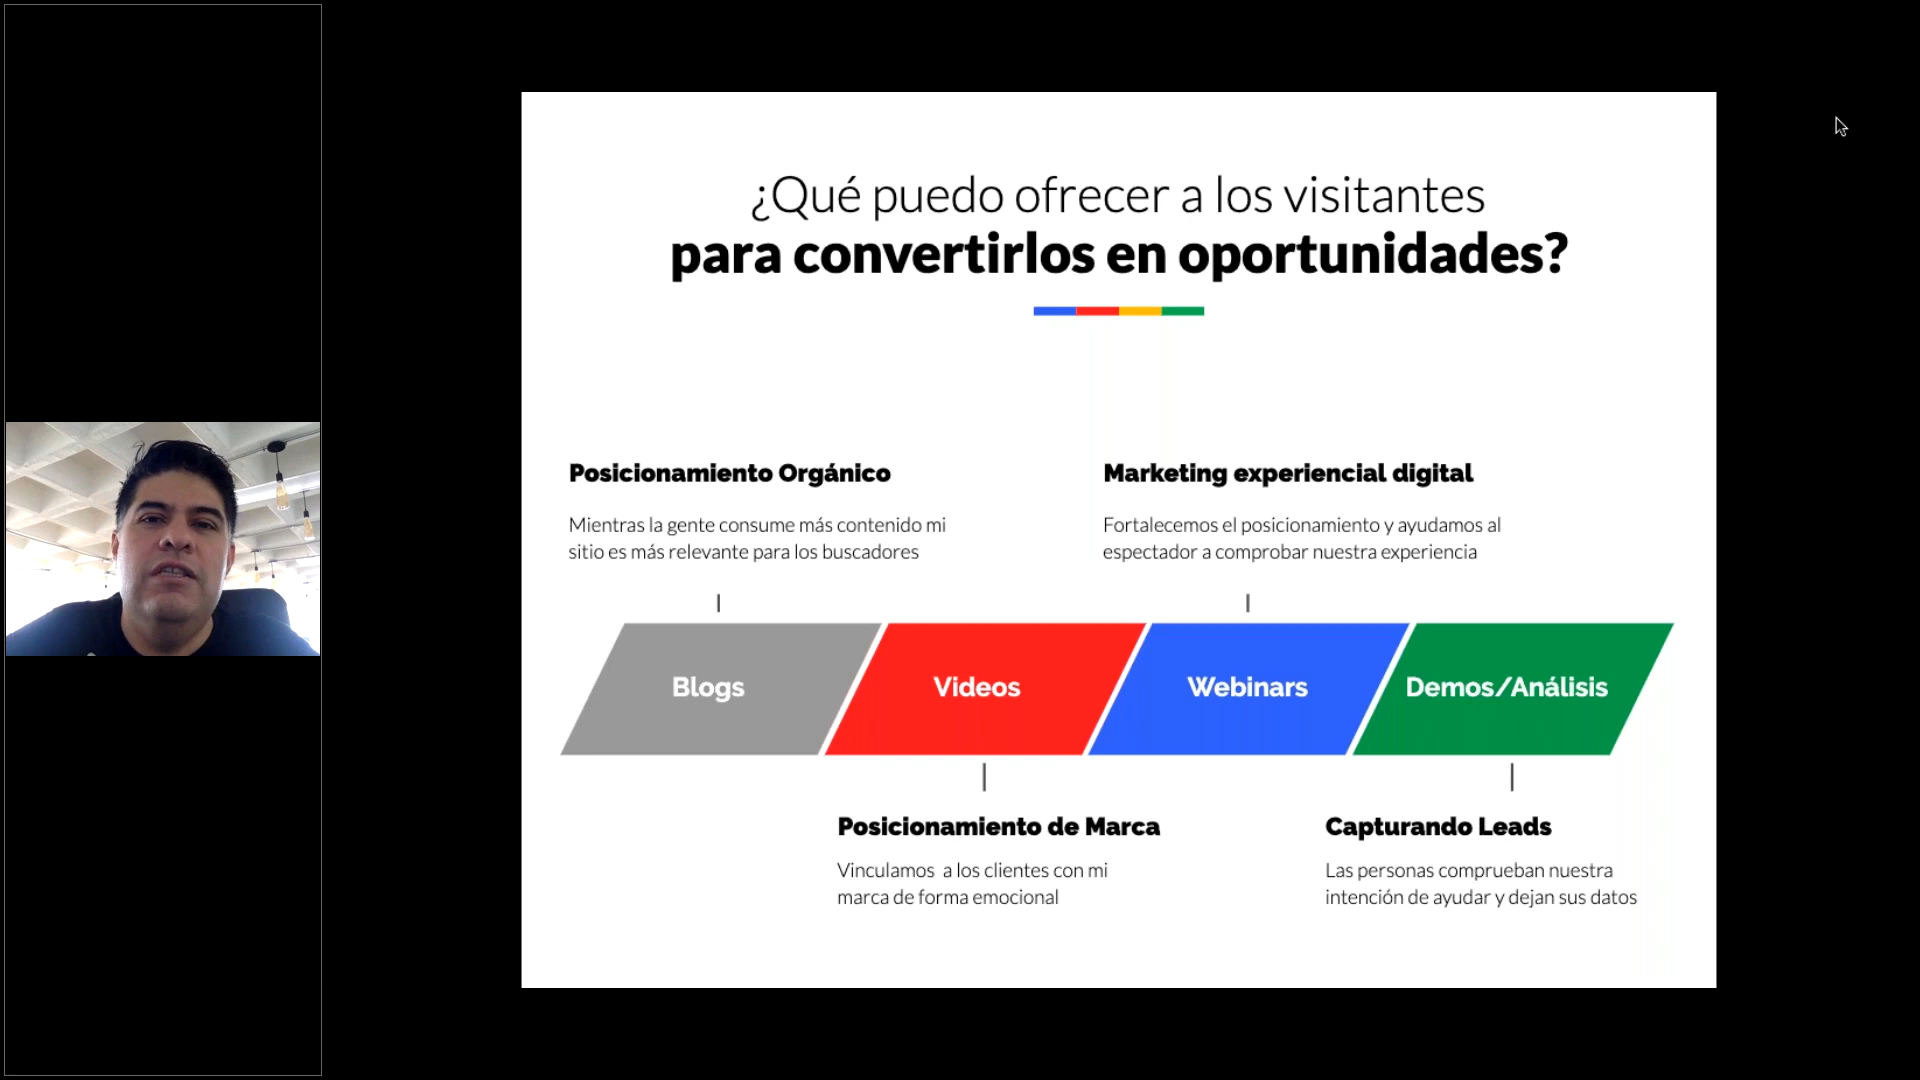 ¿Qué puedo ofrecer a los visitantes
para convertirlos en oportunidades?
Posicionamiento Orgánico
Mientras la gente consume más contenido mi
sitio es más relevante para los buscadores
Marketing experiencial digital
Fortalecemos el posicionamiento y ayudamos al
espectador a comprobar nuestra experiencia
Blogs
Videos
Webinars
Demos/Análisis
Posicionamiento de Marca
Vinculamos a los clientes con mi
marca de forma emocional
Capturando Leads
Las personas comprueban nuestra
intención de ayudar y dejan sus datos